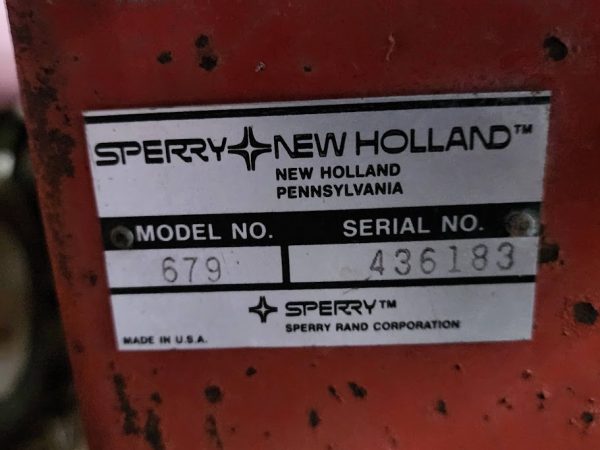 SPERRY NEW HOLLAND™
NEW HOLLAND
PENNSYLVANIA
MODEL NO. SERIAL NO.
679 436183
SPERRY™
SPERRY RAND CORPORATION
MADE IN U.S.A.